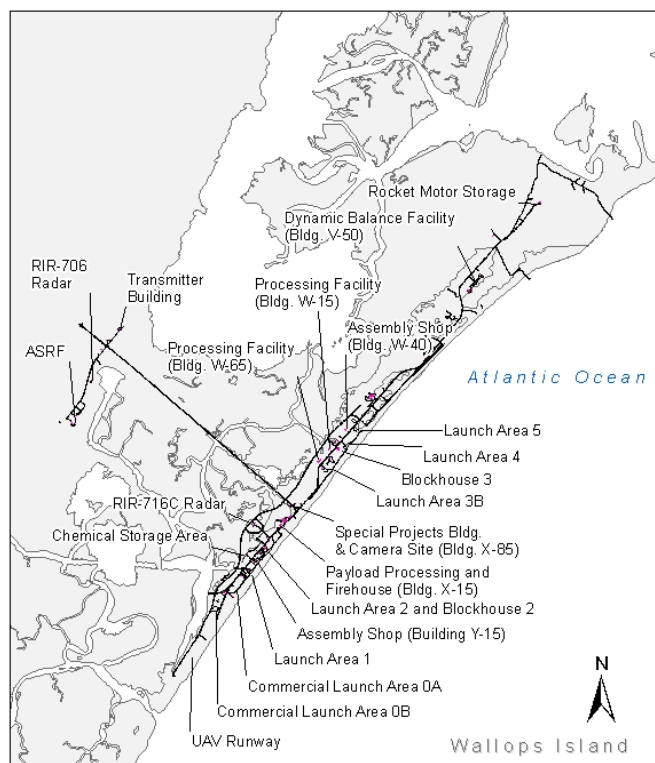 Rocket Motor Storage
Dynamic Balance Facility
(Bldg. V-50)
RIR-706
Radar
Transmitter
Building
Processing Facility
(Bldg. W-15)
Assembly Shop
(Bldg. W-40)
ASRF
Processing Facility
(Bldg. W-65)
Atlantic Ocean
Launch Area 5
Launch Area 4
Blockhouse 3
Launch Area 3B
RIR-716C Radar
Chemical Storage Area
Special Projects Bldg.
& Camera Site (Bldg. X-85)
Payload Processing and
Firehouse (Bldg. X-15)
Launch Area 2 and Blockhouse 2
Assembly Shop (Building Y-15)
Launch Area 1
Commercial Launch Area 0A
Commercial Launch Area 0B
UAV Runway
N
Wallops Island